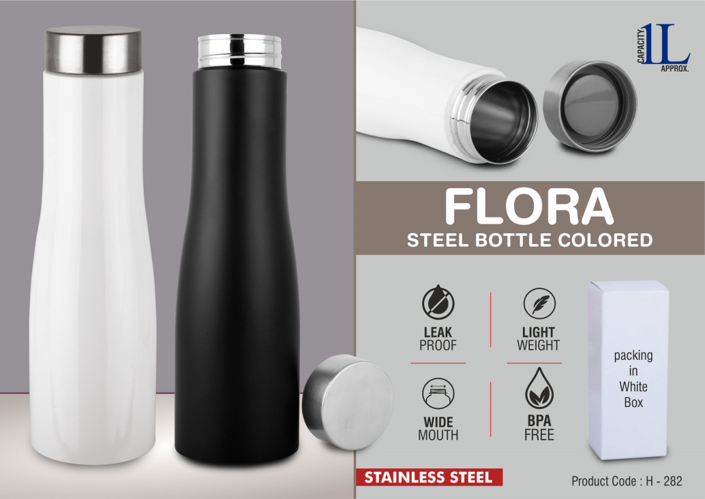 CAPACITY
1L
APPROX.
FLORA
STEEL BOTTLE COLORED
LEAK
PROOF
LIGHT
WEIGHT
WIDE
MOUTH
BPA
FREE
packing
in
White
Box
STAINLESS STEEL
Product Code : H - 282